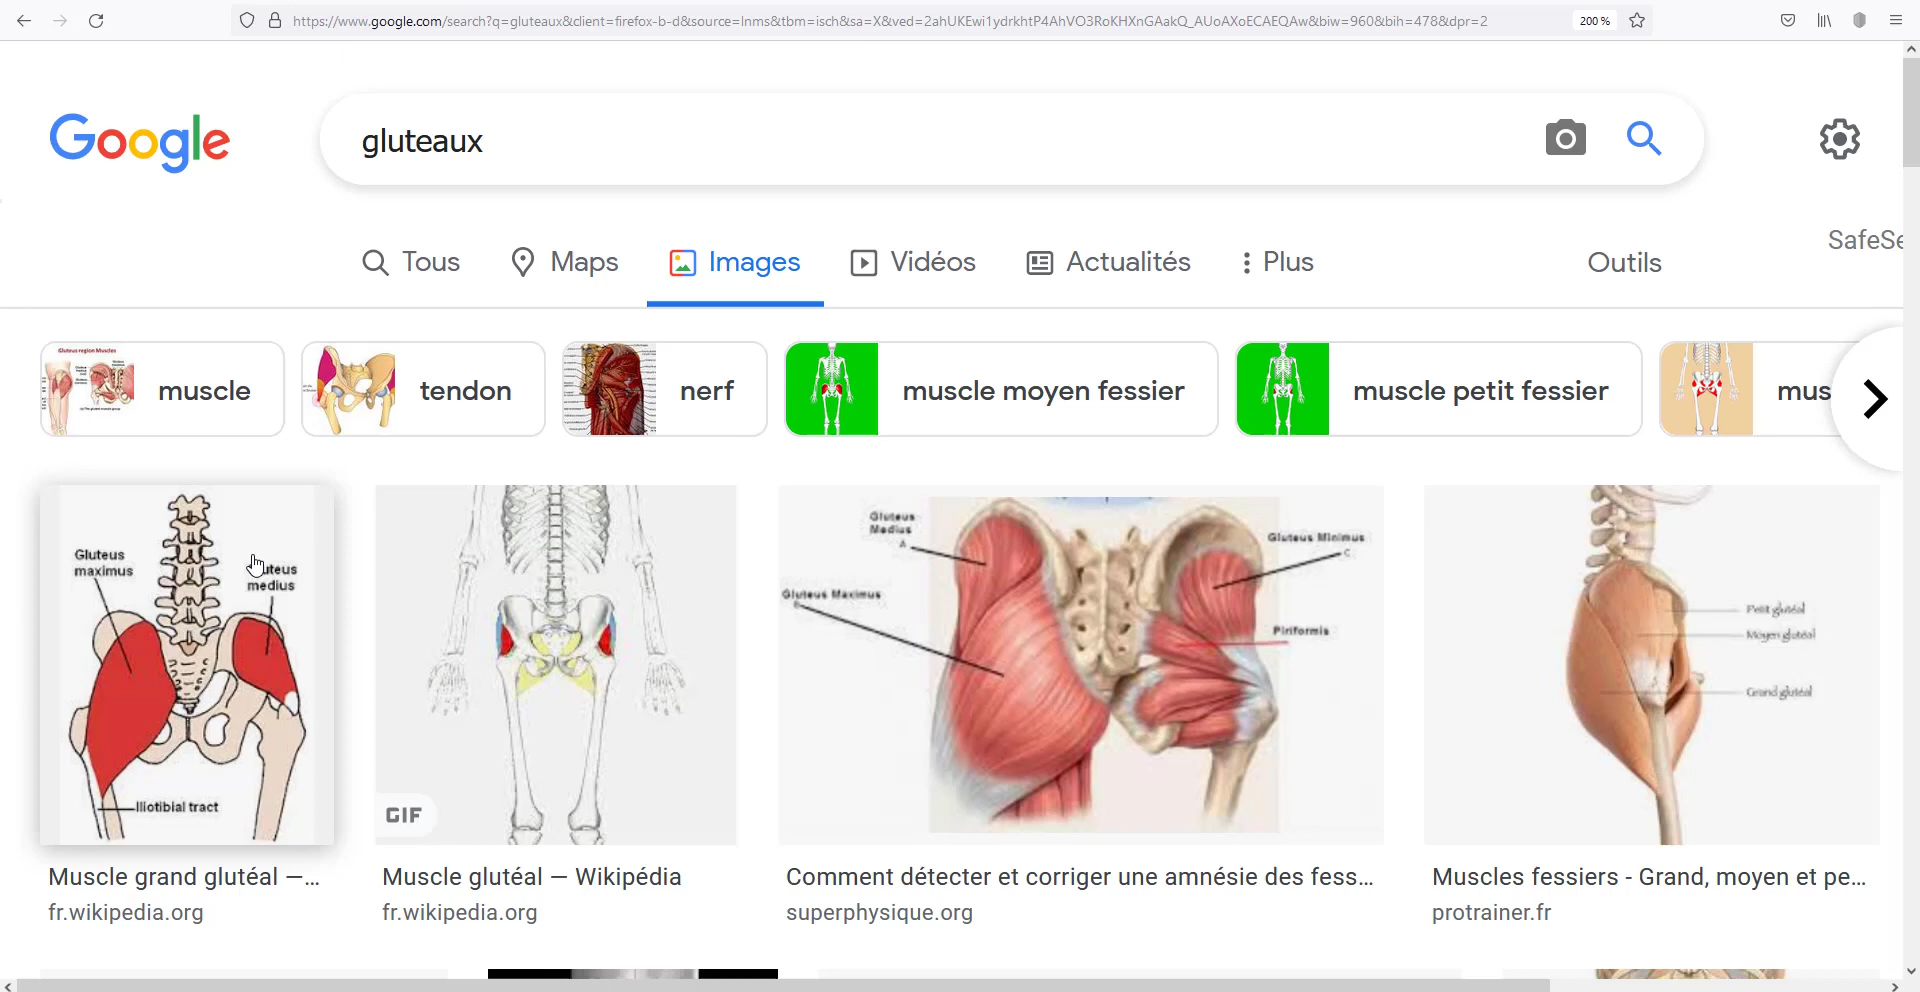 https://www.google.com/search?q=gluteaux&client=firefox-b-d&source=lnms&tbm=isch&sa=X&ved=2ahUKEwi1ydrkhtP4AhVO3RoKHXnGAakQ_AUoAXoECAEQAw&biw=960&bih=478&dpr=2
200 %
Google
gluteaux
SafeSe
Tous
Maps
Images
Vidéos
Actualités
Plus
Outils
Gluteus region Muscles
muscle
tendon
nerf
muscle moyen fessier
muscle petit fessier
mus
Gluteus
maximus
uteus
medius
Iliotibial tract
GIF
Gluteus
Medius
A
Gluteus Minimus
C
Gluteus Maximus
B
Piriformis
Petit glutéal
Moyen glutéal
Grand glutéal
Muscle grand glutéal —...
fr.wikipedia.org
Muscle glutéal — Wikipédia
fr.wikipedia.org
Comment détecter et corriger une amnésie des fess...
superphysique.org
Muscles fessiers - Grand, moyen et pe...
protrainer.fr